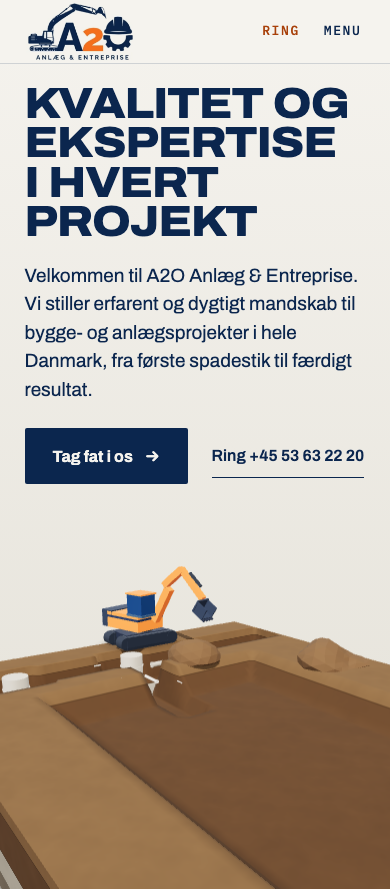 A2O
ANLÆG & ENTREPRISE
RING MENU
KVALITET OG
EKSPERTISE
I HVERT
PROJEKT
Velkommen til A2O Anlæg & Entreprise.
Vi stiller erfarent og dygtigt mandskab til
bygge- og anlægsprojekter i hele
Danmark, fra første spadestik til færdigt
resultat.
Tag fat i os → Ring +45 53 63 22 20